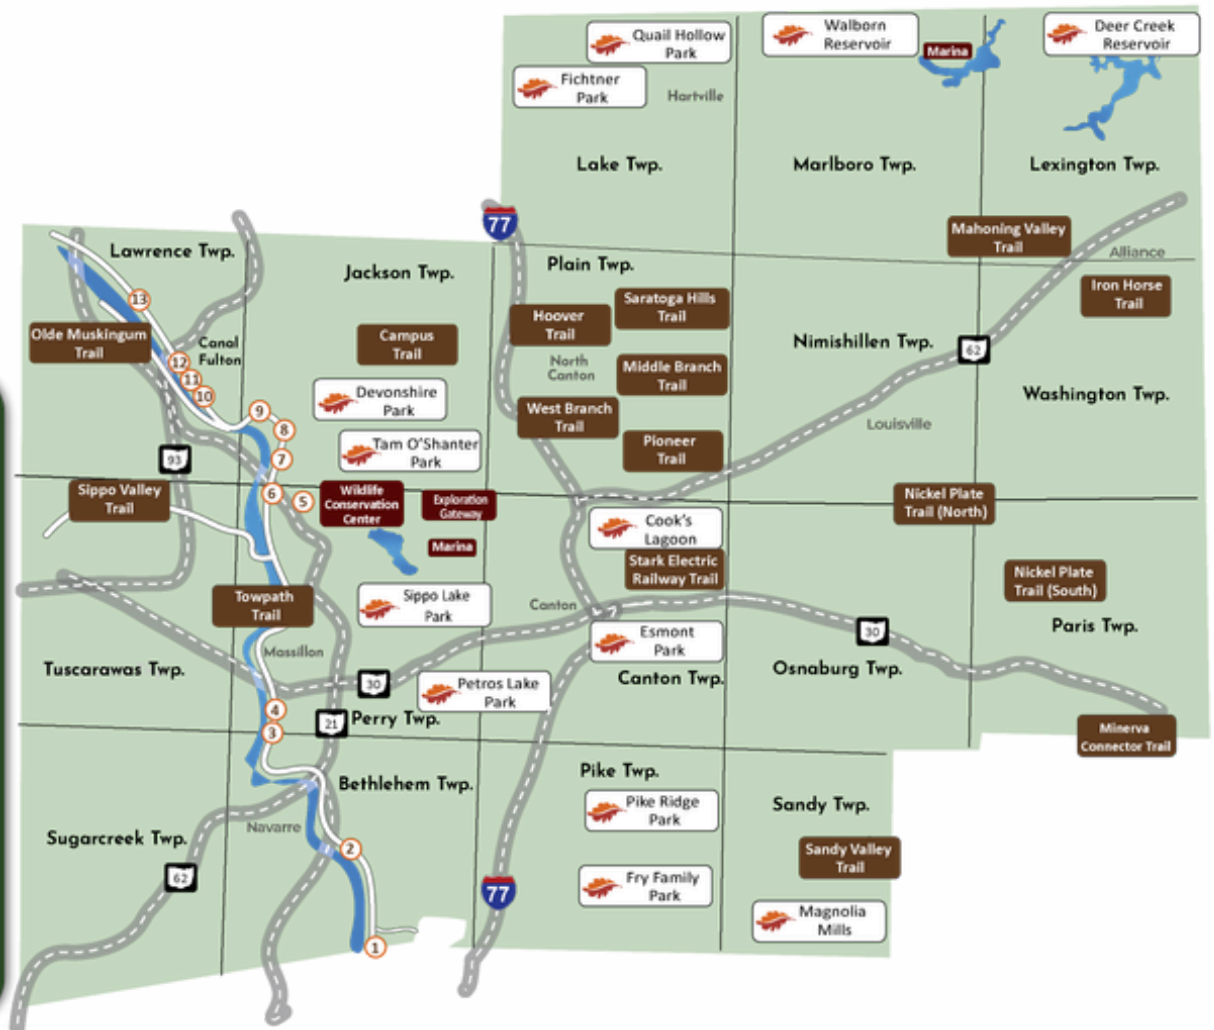 Quail Hollow
Park
Walborn
Reservoir
Marina
Deer Creek
Reservoir
Fichtner
Park
Hartville
Lake Twp.
Marlboro Twp.
Lexington Twp.
77
Mahoning Valley
Trail
Alliance
Lawrence Twp.
Jackson Twp.
Plain Twp.
Iron Horse
Trail
13
Saratoga Hills
Trail
Hoover
Trail
Olde Muskingum
Trail
Canal
Fulton
Campus
Trail
Nimishillen Twp.
62
12
11
10
North
Canton
Middle Branch
Trail
Washington Twp.
Devonshire
Park
9
8
7
West Branch
Trail
Louisville
Tam O'Shanter
Park
Pioneer
Trail
93
Sippo Valley
Trail
6
5
Wildlife
Conservation
Center
Exploration
Gateway
Nickel Plate
Trail (North)
Cook's
Lagoon
Marina
Stark Electric
Railway Trail
Nickel Plate
Trail (South)
Towpath
Trail
Sippo Lake
Park
Canton
30
Paris Twp.
Esmont
Park
Massillon
Tuscarawas Twp.
Osnaburg Twp.
Canton Twp.
30
Petros Lake
Park
4
3
21
Perry Twp.
Minerva
Connector Trail
Bethlehem Twp.
Pike Twp.
Pike Ridge
Park
Sandy Twp.
Sugarcreek Twp.
Navarre
2
Sandy Valley
Trail
62
77
Fry Family
Park
Magnolia
Mills
1